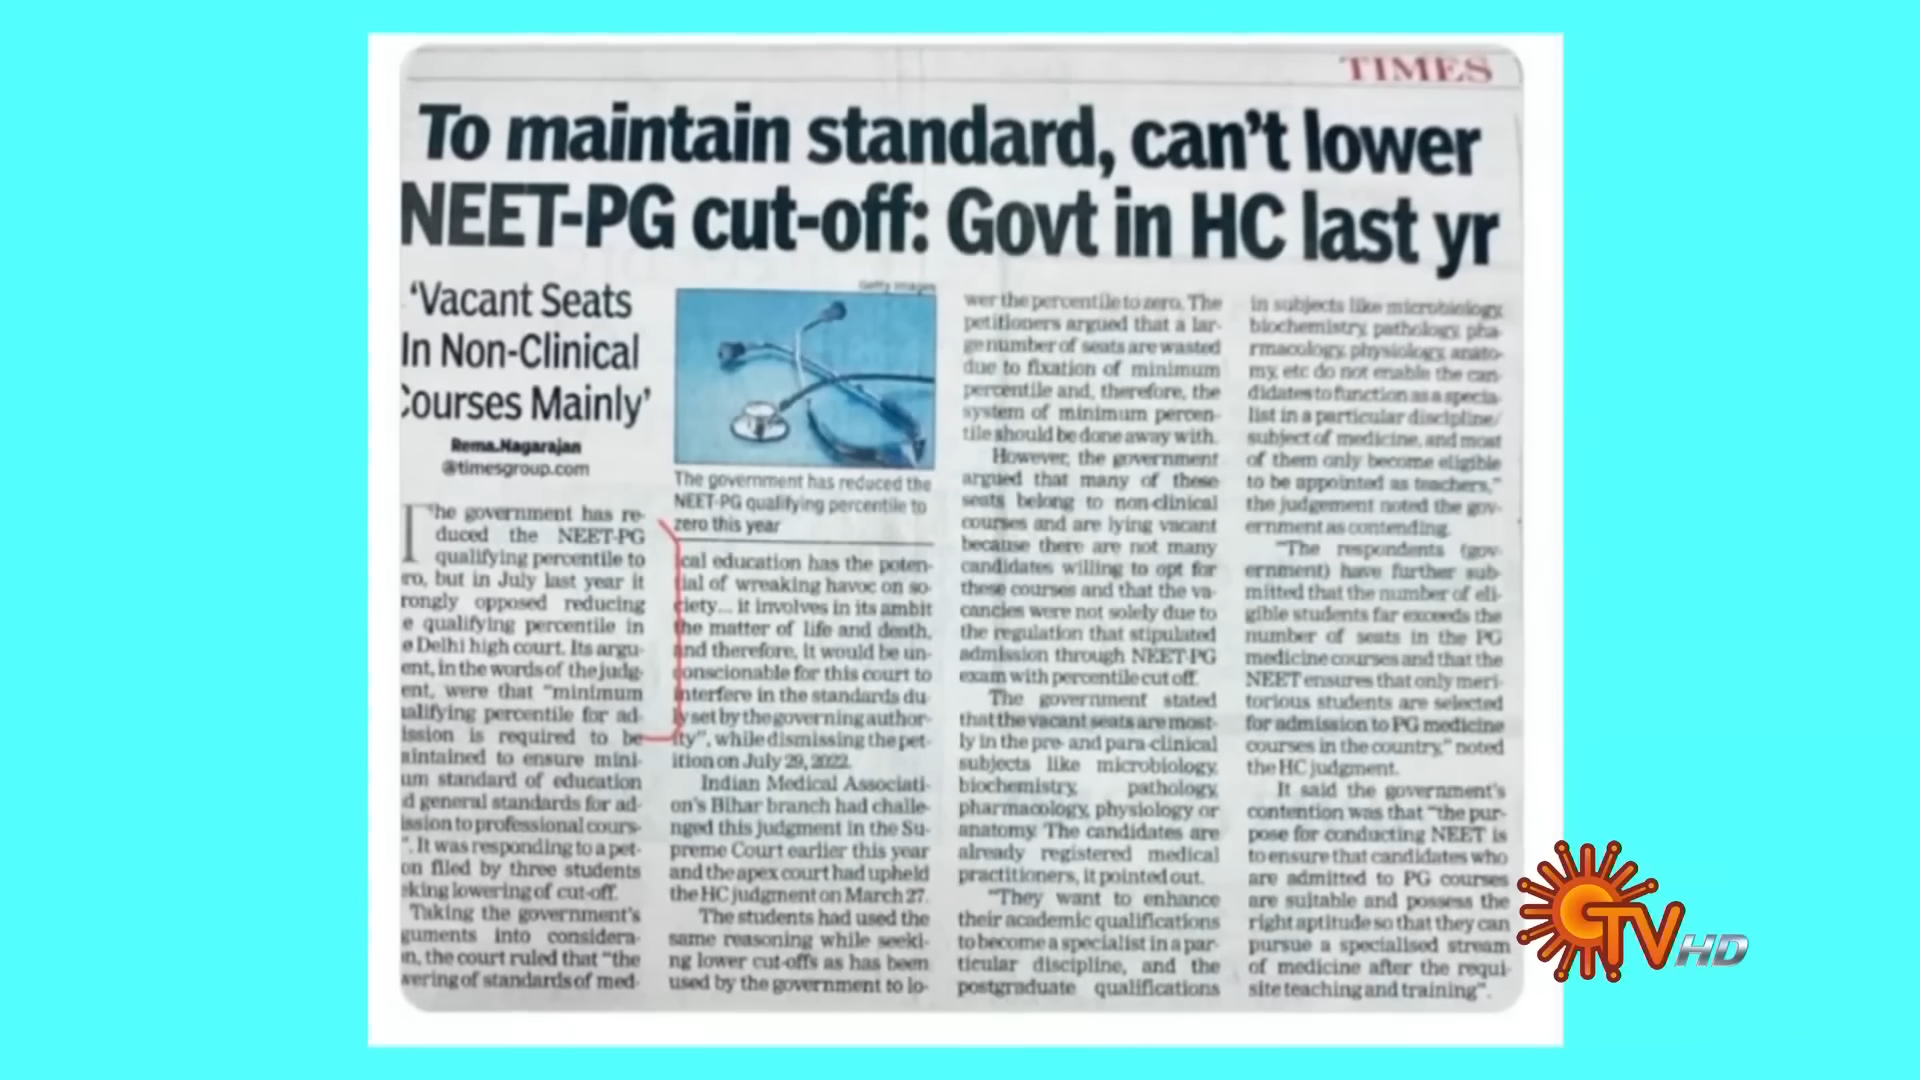 TIMES
To maintain standard, can't lower
NEET-PG cut-off: Govt in HC last yr
'Vacant Seats
In Non-Clinical
Courses Mainly'
Rema.Nagarajan
@timesgroup.com
The government has re-
duced the NEET-PG
qualifying percentile to
ro, but in July last year it
rongly opposed reducing
e qualifying percentile in
e Delhi high court. Its argu-
ent, in the words of the judg-
ent, were that "minimum
alifying percentile for ad-
ission is required to be
aintained to ensure mini-
um standard of education
d general standards for ad-
ission to professional cours-
". It was responding to a pet-
on filed by three students
eking lowering of cut-off.
Taking the government's
guments into considera-
on, the court ruled that "the
wering of standards of med-
Getty Images
The government has reduced the
NEET-PG qualifying percentile to
zero this year
ical education has the poten-
tial of wreaking havoc on so-
ciety... it involves in its ambit
the matter of life and death,
and therefore, it would be un-
conscionable for this court to
interfere in the standards du-
ly set by the governing author-
ity", while dismissing the pet-
ition on July 29, 2022.
Indian Medical Associati-
on's Bihar branch had challe-
nged this judgment in the Su-
preme Court earlier this year
and the apex court had upheld
the HC judgment on March 27.
The students had used the
same reasoning while seeki-
ng lower cut-offs as has been
used by the government to lo-
wer the percentile to zero. The
petitioners argued that a lar-
ge number of seats are wasted
due to fixation of minimum
percentile and, therefore, the
system of minimum percen-
tile should be done away with.
However, the government
argued that many of these
seats belong to non-clinical
courses and are lying vacant
because there are not many
candidates willing to opt for
these courses and that the va-
cancies were not solely due to
the regulation that stipulated
admission through NEET-PG
exam with percentile cut off.
The government stated
that the vacant seats are most-
ly in the pre- and para-clinical
subjects like microbiology,
biochemistry, pathology,
pharmacology, physiology or
anatomy. The candidates are
already registered medical
practitioners, it pointed out.
"They want to enhance
their academic qualifications
to become a specialist in a par-
ticular discipline, and the
postgraduate qualifications
in subjects like microbiology,
biochemistry, pathology, pha-
rmacology, physiology, anato-
my, etc do not enable the can-
didates to function as a specia-
list in a particular discipline/
subject of medicine, and most
of them only become eligible
to be appointed as teachers,"
the judgement noted the gov-
ernment as contending.
"The respondents (gov-
ernment) have further sub-
mitted that the number of eli-
gible students far exceeds the
number of seats in the PG
medicine courses and that the
NEET ensures that only meri-
torious students are selected
for admission to PG medicine
courses in the country," noted
the HC judgment.
It said the government's
contention was that "the pur-
pose for conducting NEET is
to ensure that candidates who
are admitted to PG courses
are suitable and possess the
right aptitude so that they can
pursue a specialised stream
of medicine after the requi-
site teaching and training".
TV HD